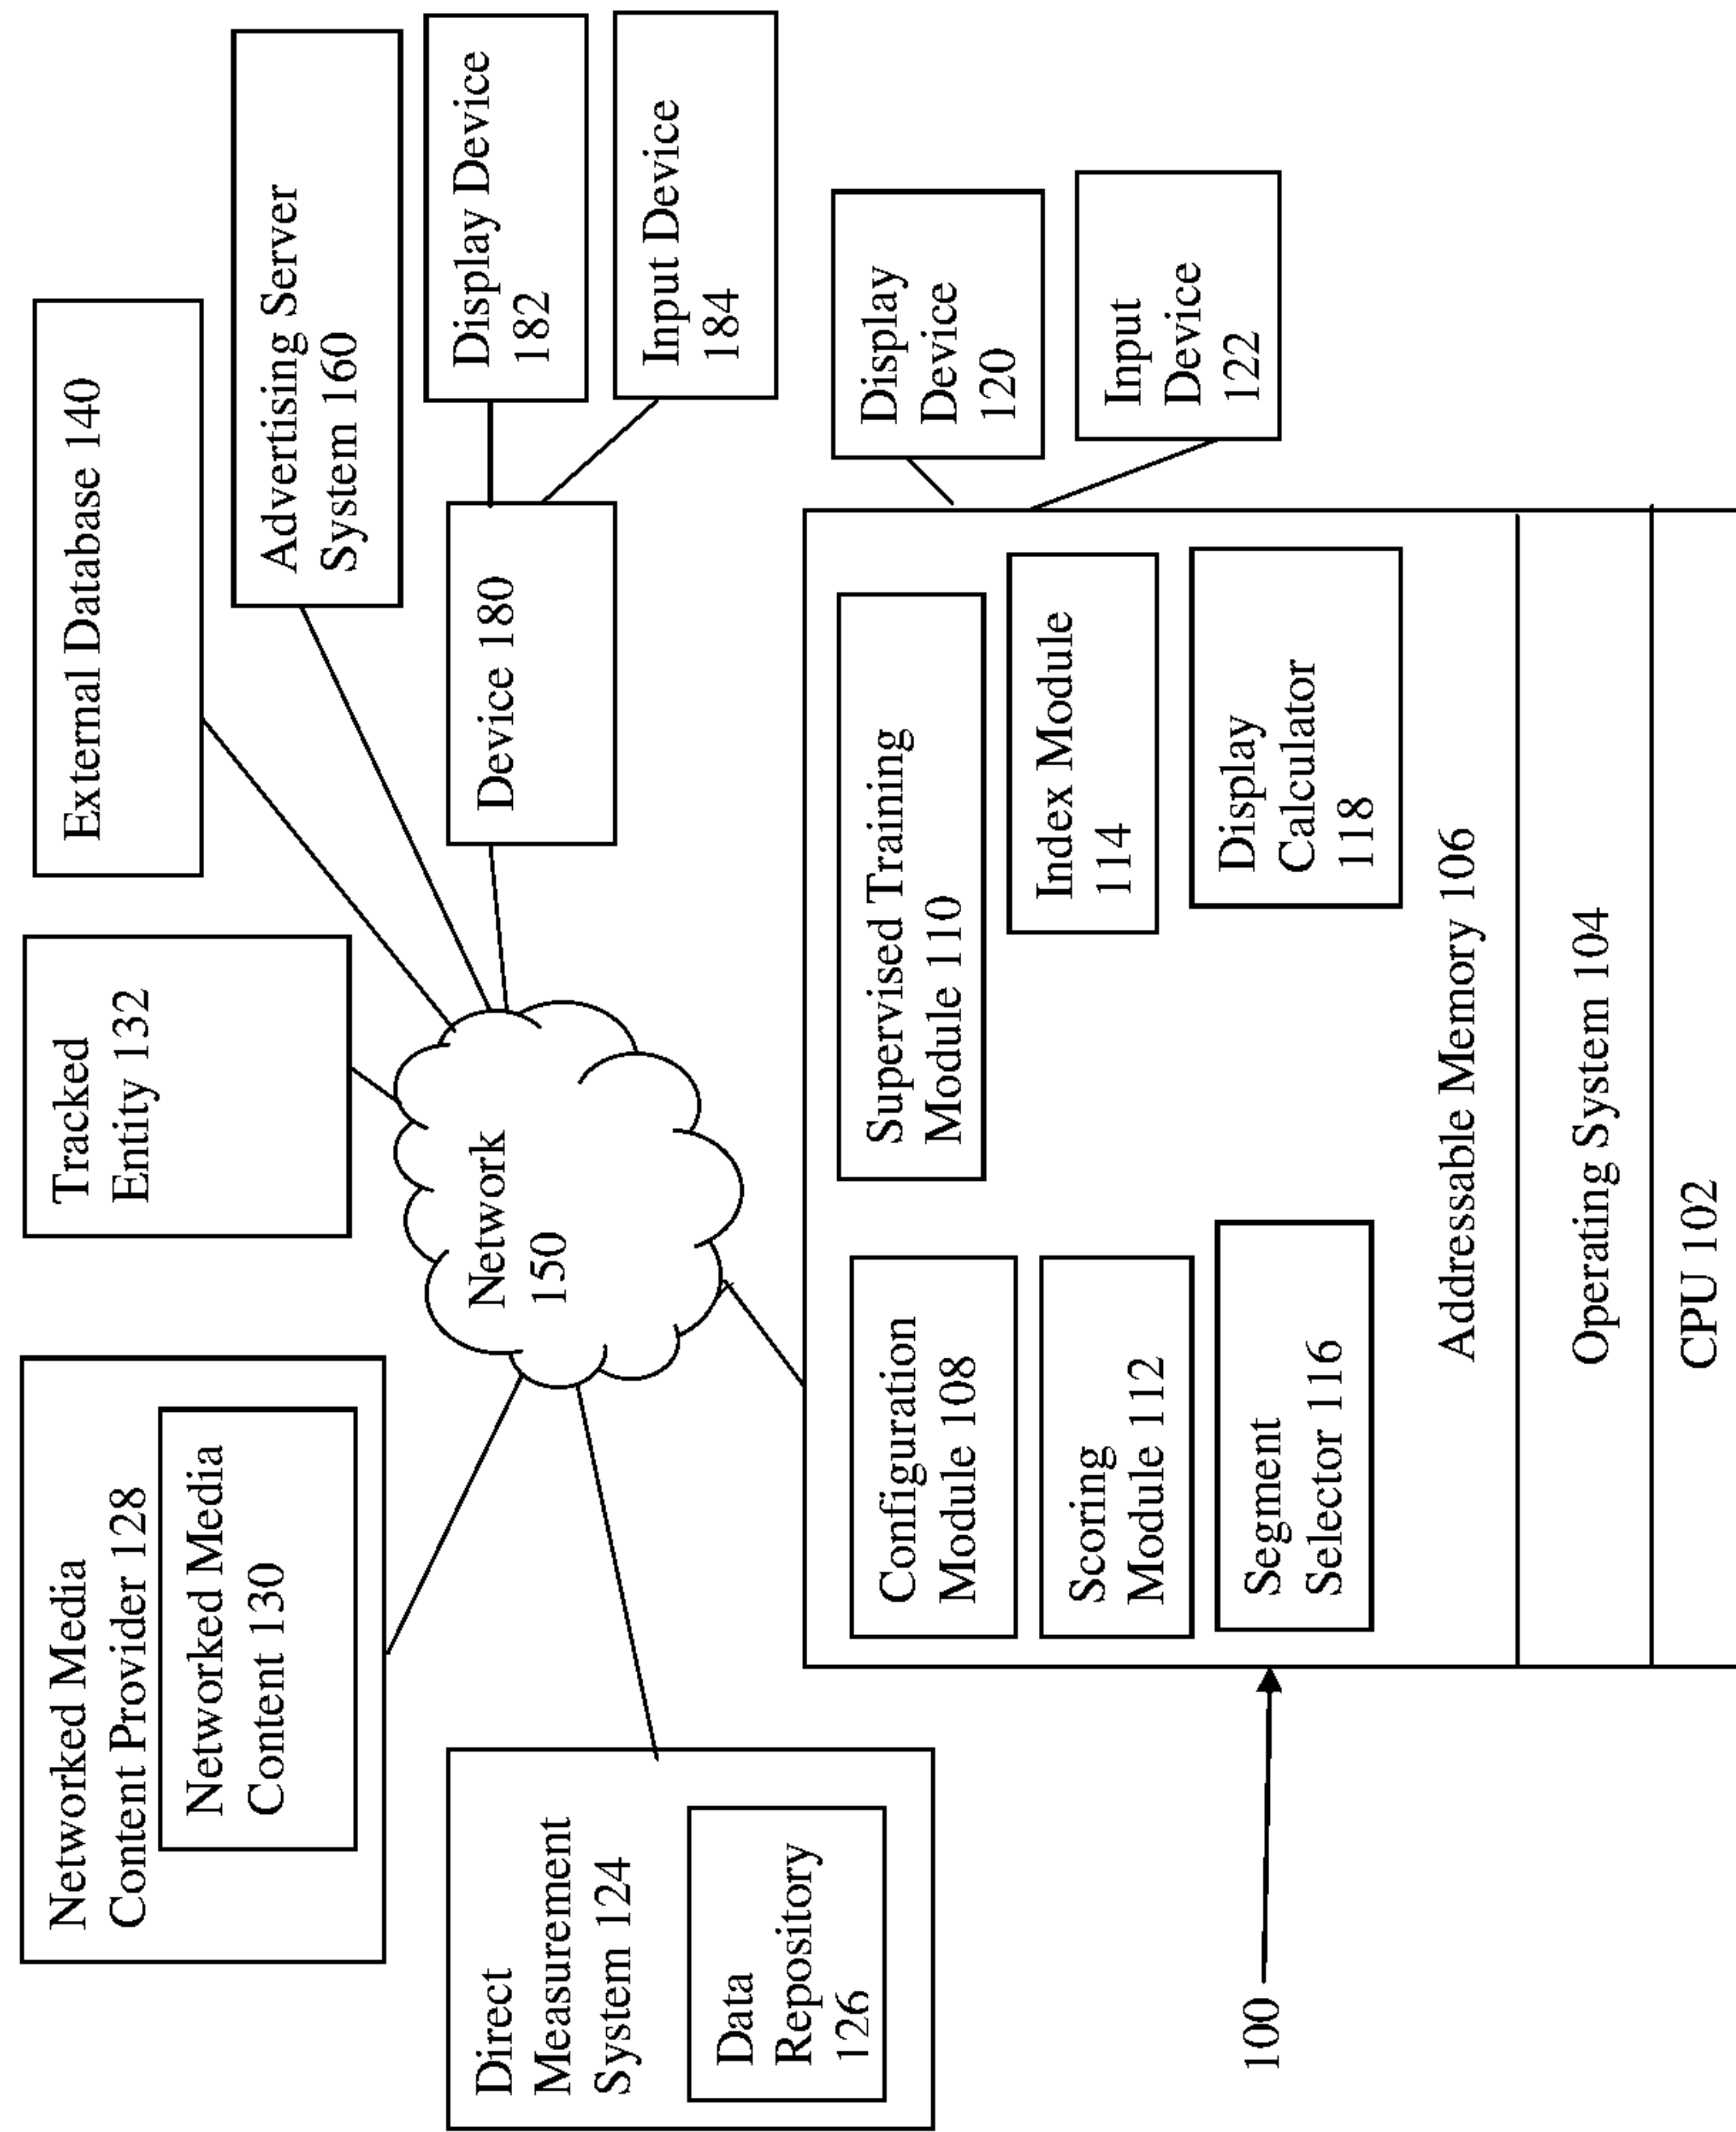 Networked Media
Content Provider 128
Networked Media
Content 130
Tracked
Entity 132
External Database 140
Advertising Server
System 160
Direct
Measurement
System 124
Data
Repository
126
Network
150
Device 180
Display Device
182
Input Device
184
100
Configuration
Module 108
Supervised Training
Module 110
Scoring
Module 112
Index Module
114
Segment
Selector 116
Display
Calculator
118
Addressable Memory 106
Operating System 104
CPU 102
Display
Device
120
Input
Device
122